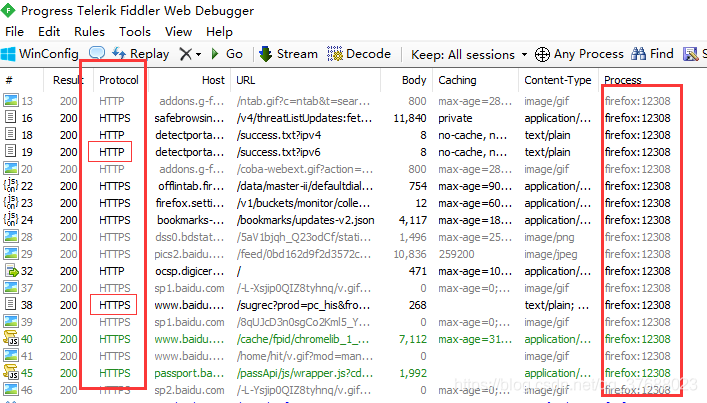 Progress Telerik Fiddler Web Debugger
File Edit Rules Tools View Help
WinConfig Replay Go Stream Decode Keep: All sessions Any Process Find
# Result Protocol Host URL Body Caching Content-Type Process
13 200 HTTP addons.g-f... /ntab.gif?c=ntab&t=sear... 800 max-age=28... image/gif firefox:12308
16 200 HTTPS safebrowsin... /v4/threatListUpdates:fet... 11,840 private application/... firefox:12308
18 200 HTTP detectporta... /success.txt?ipv4 8 no-cache, n... text/plain firefox:12308
19 200 HTTP detectporta... /success.txt?ipv6 8 no-cache, n... text/plain firefox:12308
20 200 HTTP addons.g-f... /coba-webext.gif?action=... 800 max-age=28... image/gif firefox:12308
22 200 HTTPS offlintab.fir... /data/master-ii/defaultdial... 754 max-age=90... application/... firefox:12308
23 200 HTTPS firefox.setti... /v1/buckets/monitor/colle... 12 max-age=60... application/... firefox:12308
24 200 HTTPS bookmarks-... /bookmarks/updates-v2.json 4,117 max-age=18... application/... firefox:12308
28 200 HTTPS dss0.bdstat... /5aV1bjqh_Q23odCf/stati... 1,496 max-age=25... image/png firefox:12308
29 200 HTTPS pics2.baidu... /feed/0bd162d9f2d3572c... 10,836 259200 image/jpeg firefox:12308
32 200 HTTP ocsp.digicer... / 471 max-age=10... application/... firefox:12308
37 200 HTTPS sp1.baidu.com /-L-Xsjip0QIZ8tyhnq/v.gif... 0 max-age=0;... image/gif firefox:12308
38 200 HTTPS www.baidu.... /sugrec?prod=pc_his&fro... 268 text/plain; ... firefox:12308
39 200 HTTPS sp1.baidu.com /8qUJcD3n0sgCo2Kml5_Y... 0 max-age=0;... image/gif firefox:12308
40 200 HTTPS www.baidu.... /cache/fpid/chromelib_1_... 7,112 max-age=31... application/... firefox:12308
41 200 HTTPS www.baidu.... /home/hit/v.gif?mod=man... 0 image/gif firefox:12308
45 200 HTTPS passport.ba... /passApi/js/wrapper.js?cd... 1,992 application/... firefox:12308
46 200 HTTPS sp2.baidu.com /-L-Xsjip0QIZ8tyhnq/v.gif... 0 max-age=0;... image/gif firefox:12308